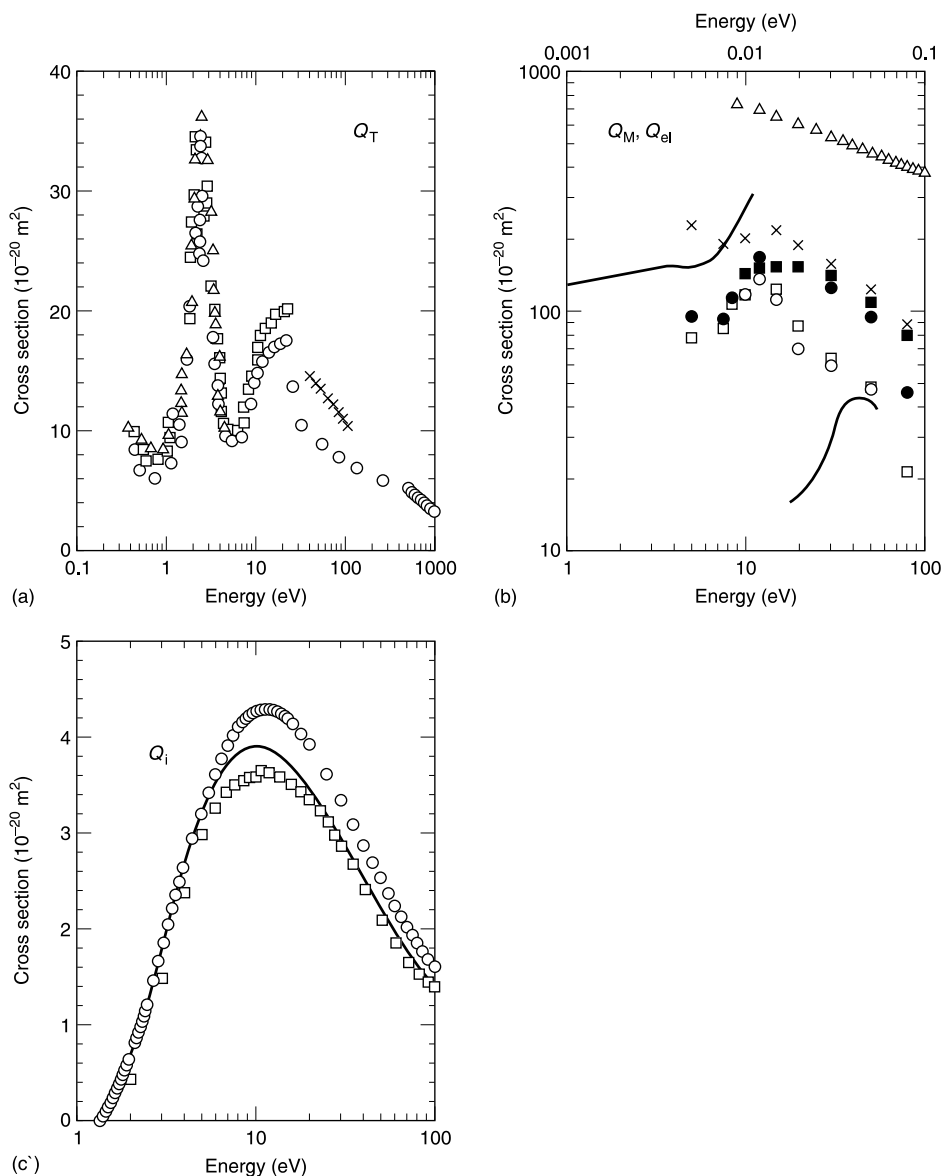 Energy (eV)
0.001 0.01 0.1
40
30
20
10
0
Cross section (10⁻²⁰ m²)
Q_T
0.1 1 10 100 1000
(a)
Energy (eV)
1000
100
10
Cross section (10⁻²⁰ m²)
Q_M, Q_el
1 10 100
(b)
Energy (eV)
5
4
3
2
1
0
Cross section (10⁻²⁰ m²)
Q_i
1 10 100
(c`)
Energy (eV)